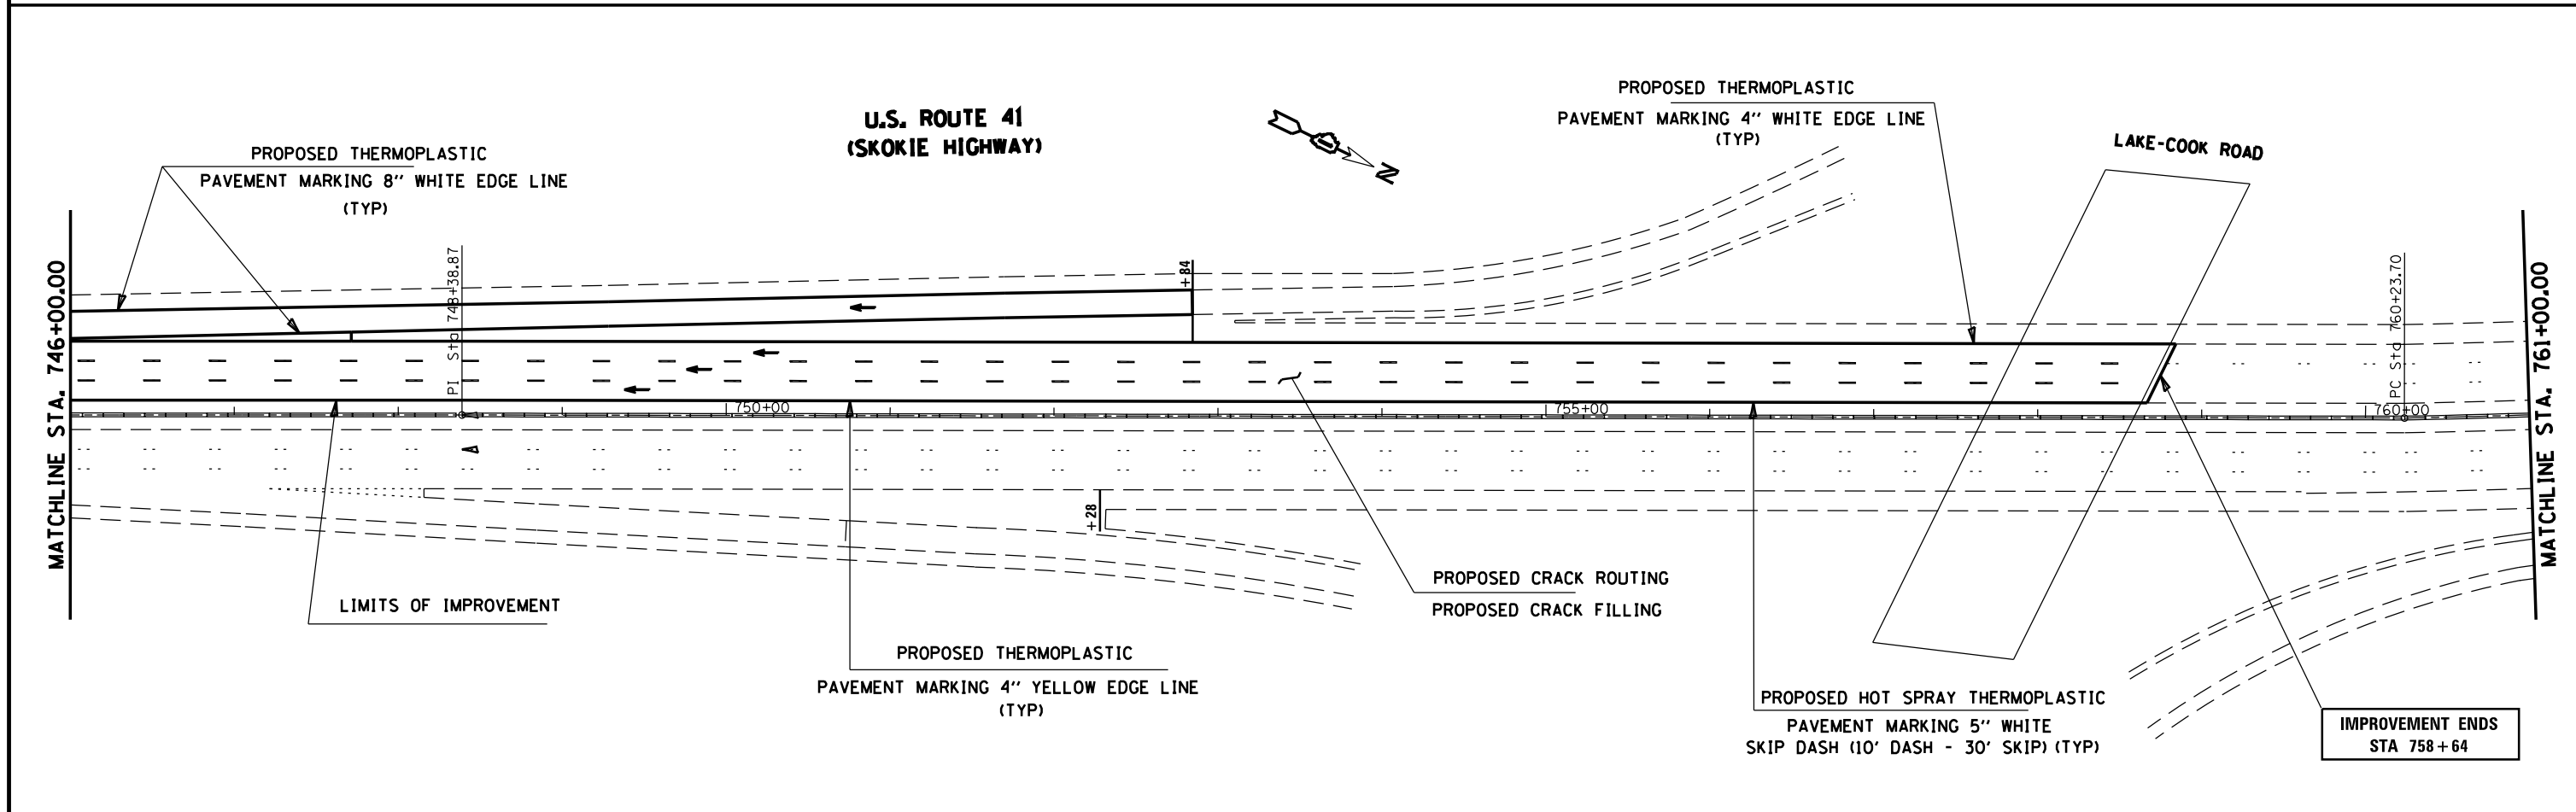 U.S. ROUTE 41
(SKOKIE HIGHWAY)
N
PROPOSED THERMOPLASTIC
PAVEMENT MARKING 8'' WHITE EDGE LINE
(TYP)
PROPOSED THERMOPLASTIC
PAVEMENT MARKING 4'' WHITE EDGE LINE
(TYP)
LAKE-COOK ROAD
MATCHLINE STA. 746+00.00
PI Sta 748+38.87
+84
PC Sta 760+23.70
MATCHLINE STA. 761+00.00
750+00
755+00
760+00
+28
LIMITS OF IMPROVEMENT
PROPOSED CRACK ROUTING
PROPOSED CRACK FILLING
PROPOSED THERMOPLASTIC
PAVEMENT MARKING 4'' YELLOW EDGE LINE
(TYP)
PROPOSED HOT SPRAY THERMOPLASTIC
PAVEMENT MARKING 5'' WHITE
SKIP DASH (10' DASH - 30' SKIP) (TYP)
IMPROVEMENT ENDS
STA 758+64